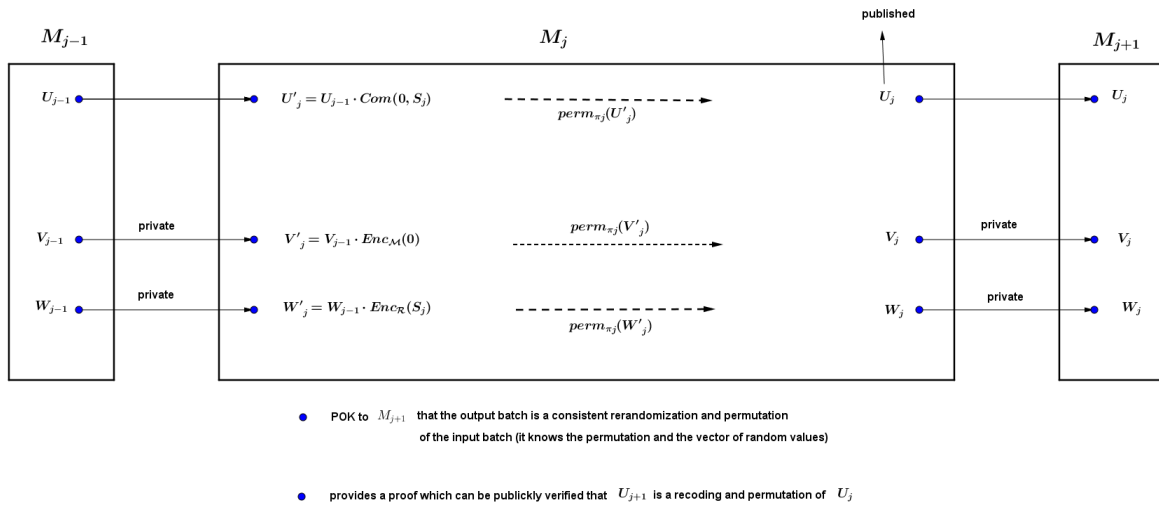 published
M_{j-1} M_j M_{j+1}
U_{j-1} U'_j = U_{j-1} · Com(0, S_j) U_j U_j
perm_{π_j}(U'_j)
private perm_{π_j}(V'_j) private
V_{j-1} V'_j = V_{j-1} · Enc_ℳ(0) V_j V_j
private private
W_{j-1} W'_j = W_{j-1} · Enc_ℛ(S_j) W_j W_j
perm_{π_j}(W'_j)
POK to M_{j+1} that the output batch is a consistent rerandomization and permutation
of the input batch (it knows the permutation and the vector of random values)
provides a proof which can be publickly verified that U_{j+1} is a recoding and permutation of U_j